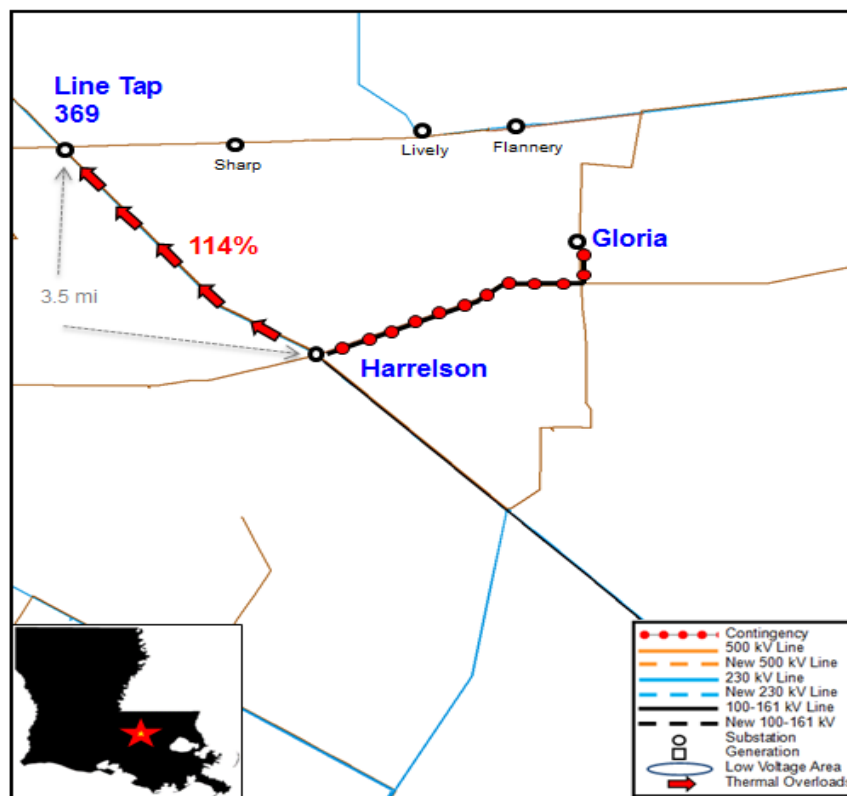 Line Tap
369
Sharp
Lively
Flannery
Gloria
114%
3.5 mi
Harrelson
Contingency
500 kV Line
New 500 kV Line
230 kV Line
New 230 kV Line
100-161 kV Line
New 100-161 kV
Substation
Generation
Low Voltage Area
Thermal Overloads